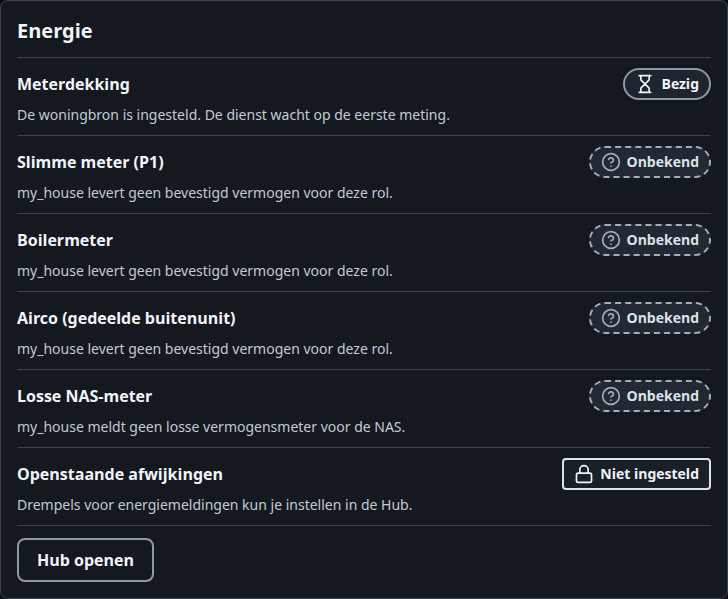 Energie
Meterdekking
Bezig
De woningbron is ingesteld. De dienst wacht op de eerste meting.
Slimme meter (P1)
Onbekend
my_house levert geen bevestigd vermogen voor deze rol.
Boilermeter
Onbekend
my_house levert geen bevestigd vermogen voor deze rol.
Airco (gedeelde buitenunit)
Onbekend
my_house levert geen bevestigd vermogen voor deze rol.
Losse NAS-meter
Onbekend
my_house meldt geen losse vermogensmeter voor de NAS.
Openstaande afwijkingen
Niet ingesteld
Drempels voor energiemeldingen kun je instellen in de Hub.
Hub openen